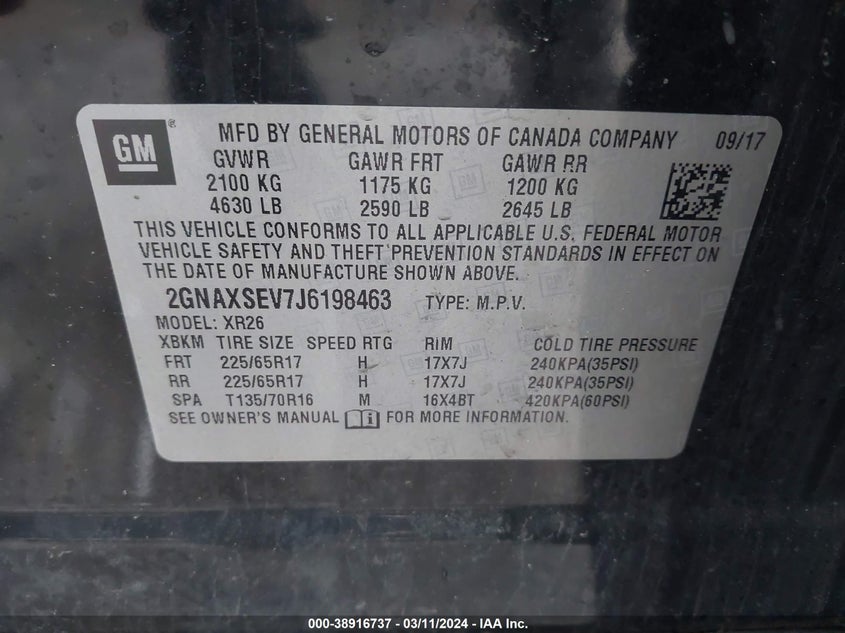 GM ® MFD BY GENERAL MOTORS OF CANADA COMPANY 09/17
GVWR GAWR FRT GAWR RR
2100 KG 1175 KG 1200 KG
4630 LB 2590 LB 2645 LB
THIS VEHICLE CONFORMS TO ALL APPLICABLE U.S. FEDERAL MOTOR
VEHICLE SAFETY AND THEFT PREVENTION STANDARDS IN EFFECT ON
THE DATE OF MANUFACTURE SHOWN ABOVE.
2GNAXSEV7J6198463 TYPE: M.P.V.
MODEL: XR26
XBKM TIRE SIZE SPEED RTG RIM COLD TIRE PRESSURE
FRT 225/65R17 H 17X7J 240KPA(35PSI)
RR 225/65R17 H 17X7J 240KPA(35PSI)
SPA T135/70R16 M 16X4BT 420KPA(60PSI)
SEE OWNER'S MANUAL i FOR MORE INFORMATION.
000-38916737 - 03/11/2024 - IAA Inc.